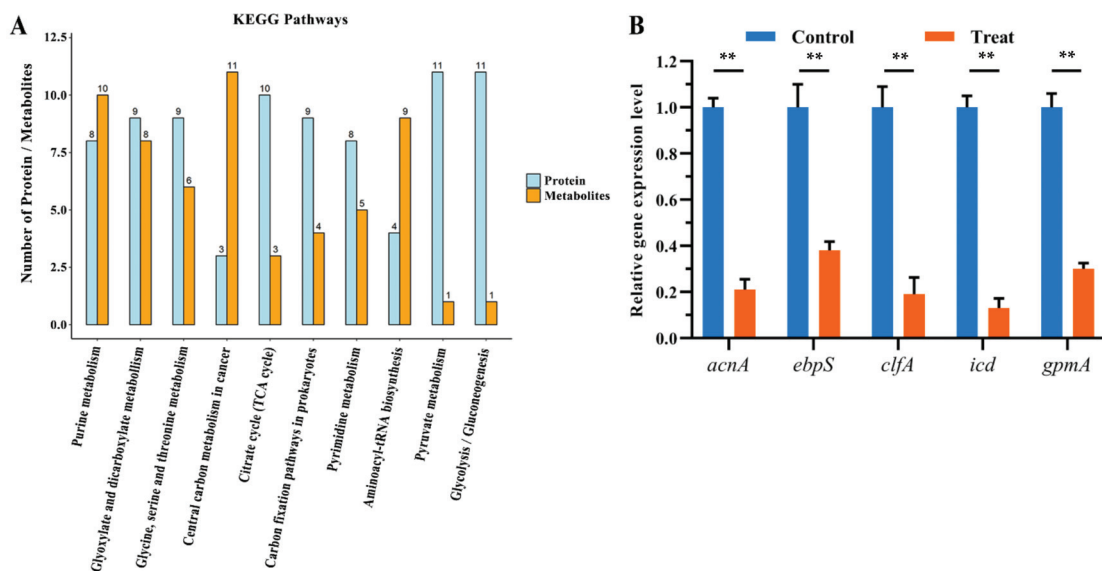 A
KEGG Pathways
Number of Protein / Metabolites
12.5
10.0
7.5
5.0
2.5
0.0
8
10
9
8
9
6
3
11
10
3
9
4
8
5
4
9
11
1
11
1
Purine metabolism
Glyoxylate and dicarboxylate metabollism
Glycine, serine and threonine metabolism
Central carbon metabolism in cancer
Citrate cycle (TCA cycle)
Carbon fixation pathways in prokaryotes
Pyrimidine metabolism
Aminoacyl-tRNA biosynthesis
Pyruvate metabolism
Glycolysis / Gluconeogenesis
Protein
Metabolites
B
Control
Treat
Relative gene expression level
1.2
1.0
0.8
0.6
0.4
0.2
0.0
**
**
**
**
**
acnA
ebpS
clfA
icd
gpmA